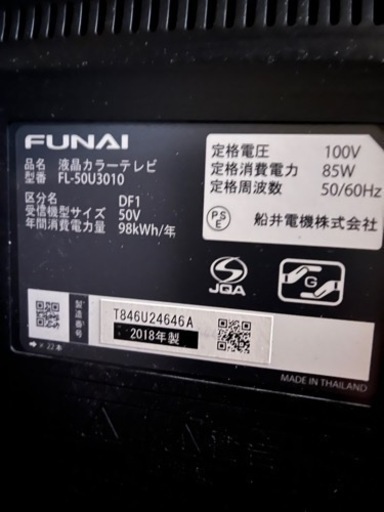 FUNAI
品名 液晶カラーテレビ
型番 FL-50U3010
区分名 DF1
受信機型サイズ 50V
年間消費電力量 98kWh/年
定格電圧 100V
定格消費電力 85W
定格周波数 50/60Hz
PSE 船井電機株式会社
JQA
G
製造番号
T846U24646A
2018年製
MADE IN THAILAND